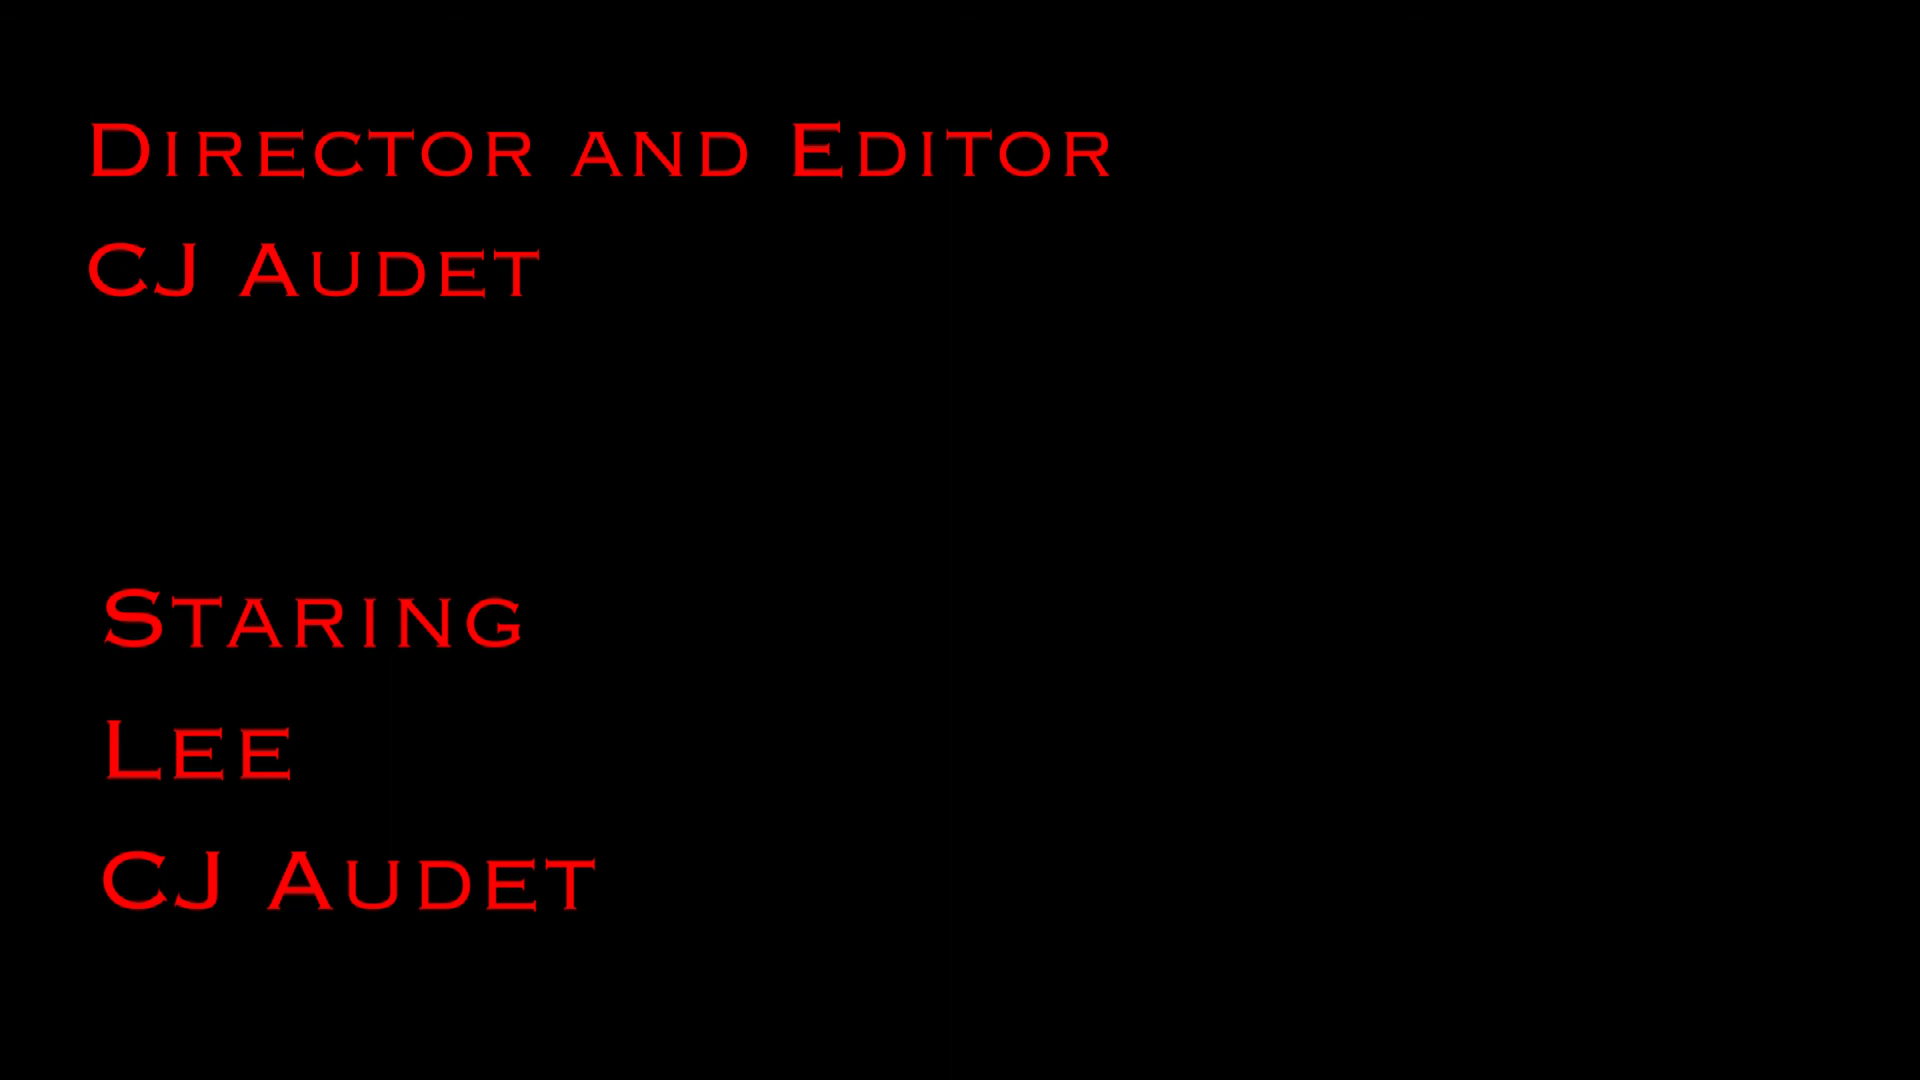 Director and Editor
CJ Audet
Staring
Lee
CJ Audet